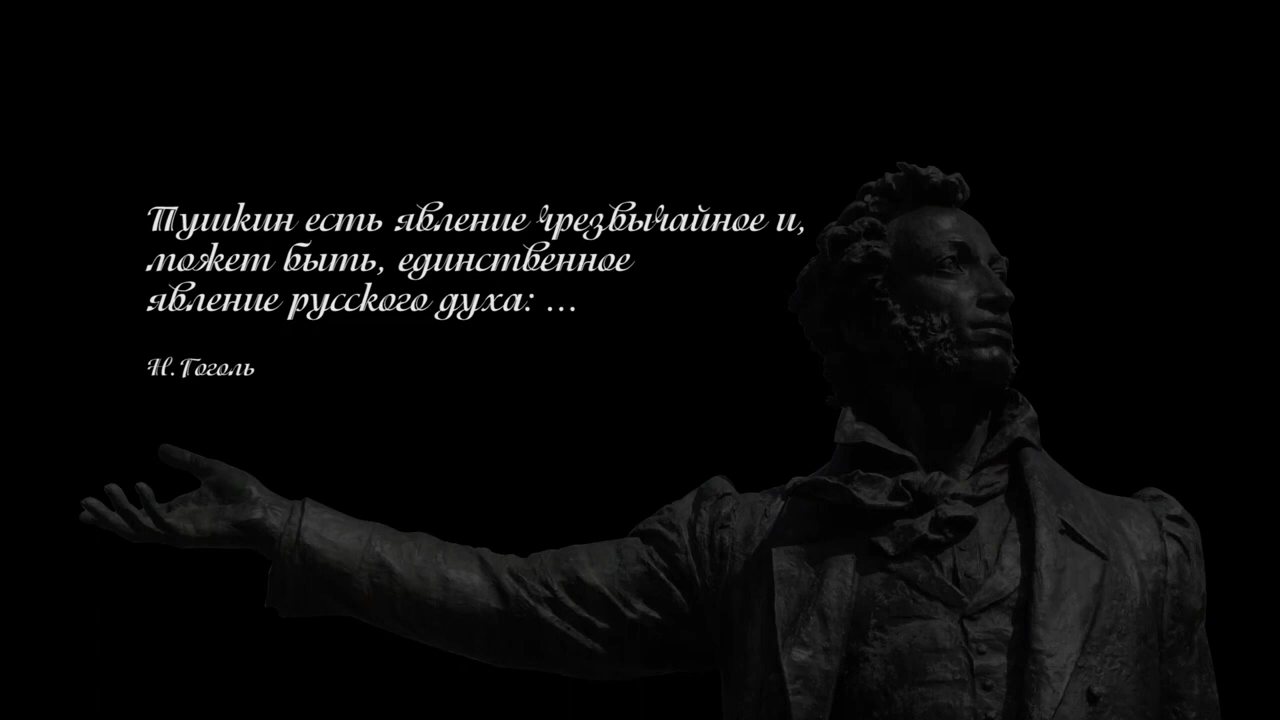 Пушкин есть явление чрезвычайное и,
может быть, единственное
явление русского духа: ...
Н. Гоголь